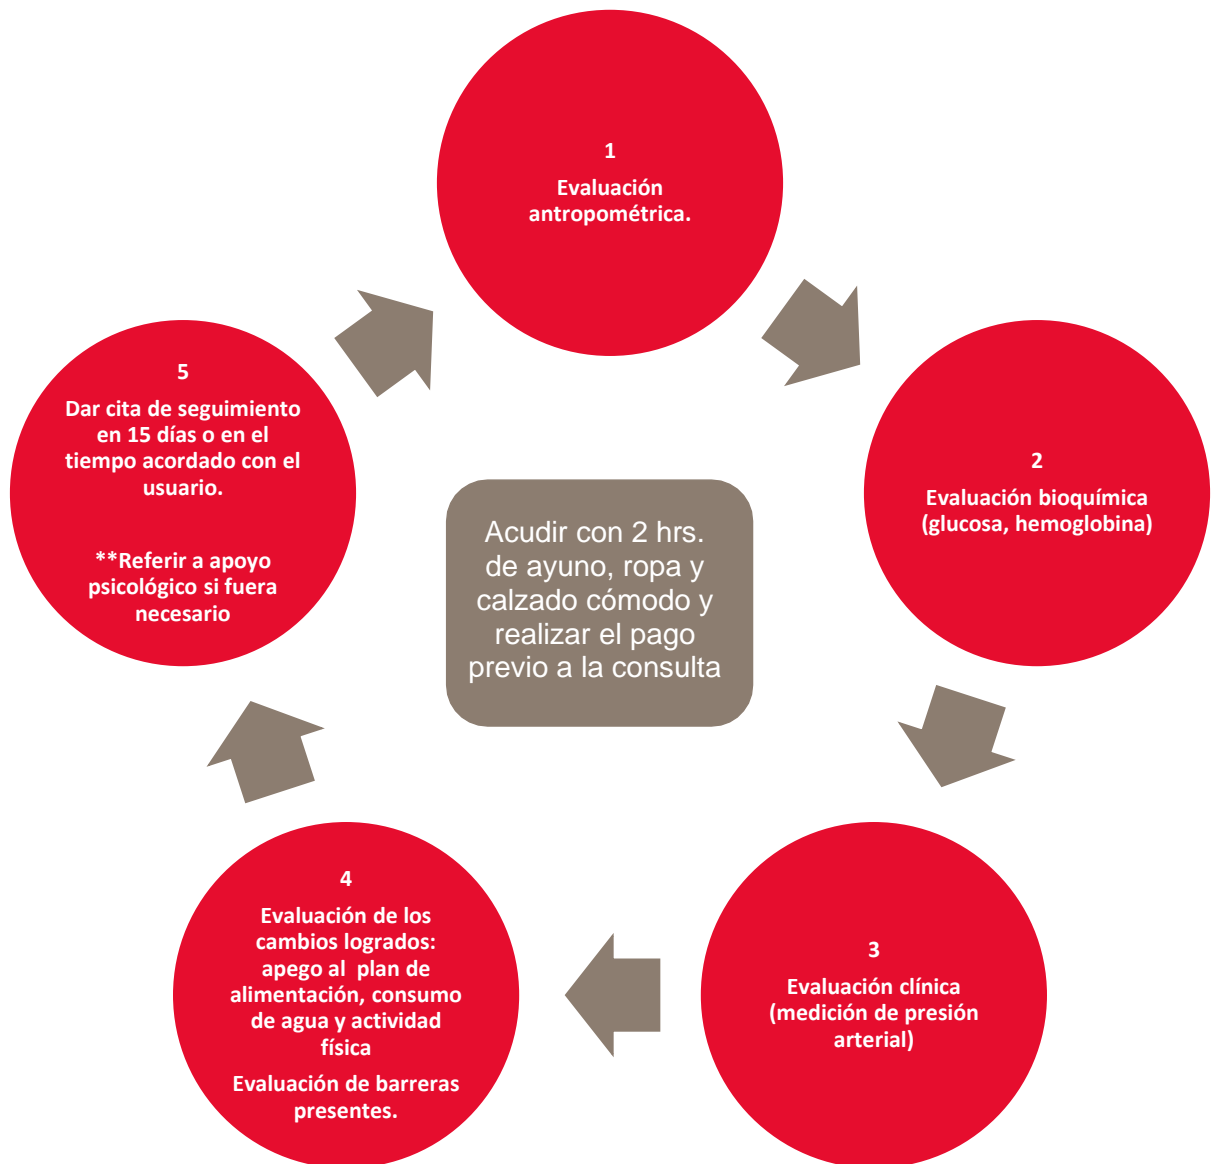 1
Evaluación
antropométrica.
2
Evaluación bioquímica
(glucosa, hemoglobina)
3
Evaluación clínica
(medición de presión
arterial)
4
Evaluación de los
cambios logrados:
apego al  plan de
alimentación, consumo
de agua y actividad
física
Evaluación de barreras
presentes.
5
Dar cita de seguimiento
en 15 días o en el
tiempo acordado con el
usuario.
**Referir a apoyo
psicológico si fuera
necesario
Acudir con 2 hrs.
de ayuno, ropa y
calzado cómodo y
realizar el pago
previo a la consulta